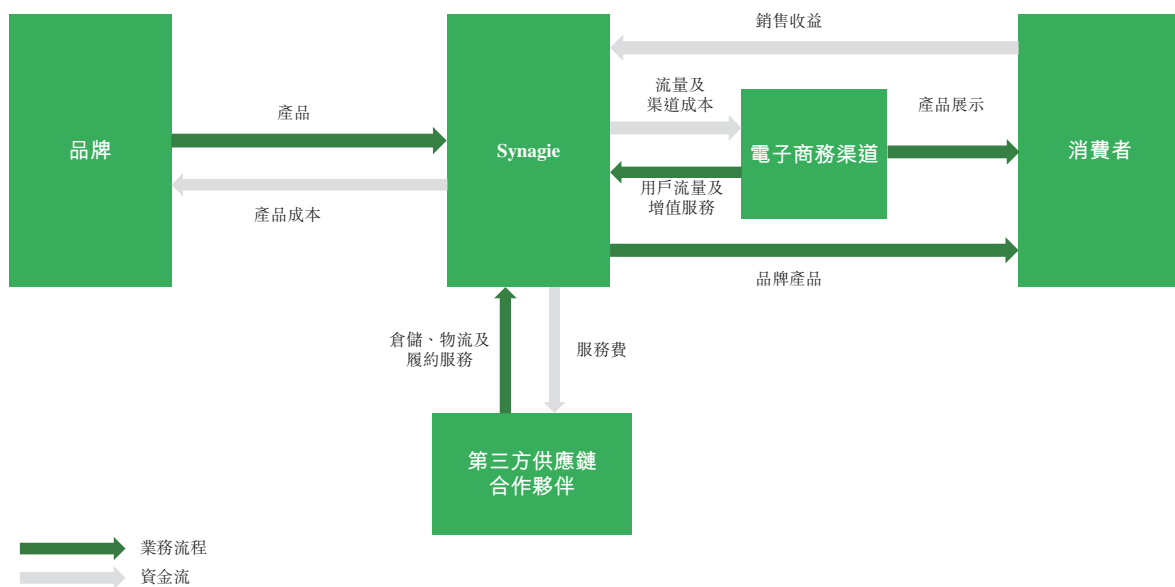 銷售收益
流量及
渠道成本
產品展示
產品
品牌
Synagie
電子商務渠道
消費者
用戶流量及
增值服務
產品成本
品牌產品
倉儲、物流及
履約服務
服務費
第三方供應鏈
合作夥伴
業務流程
資金流